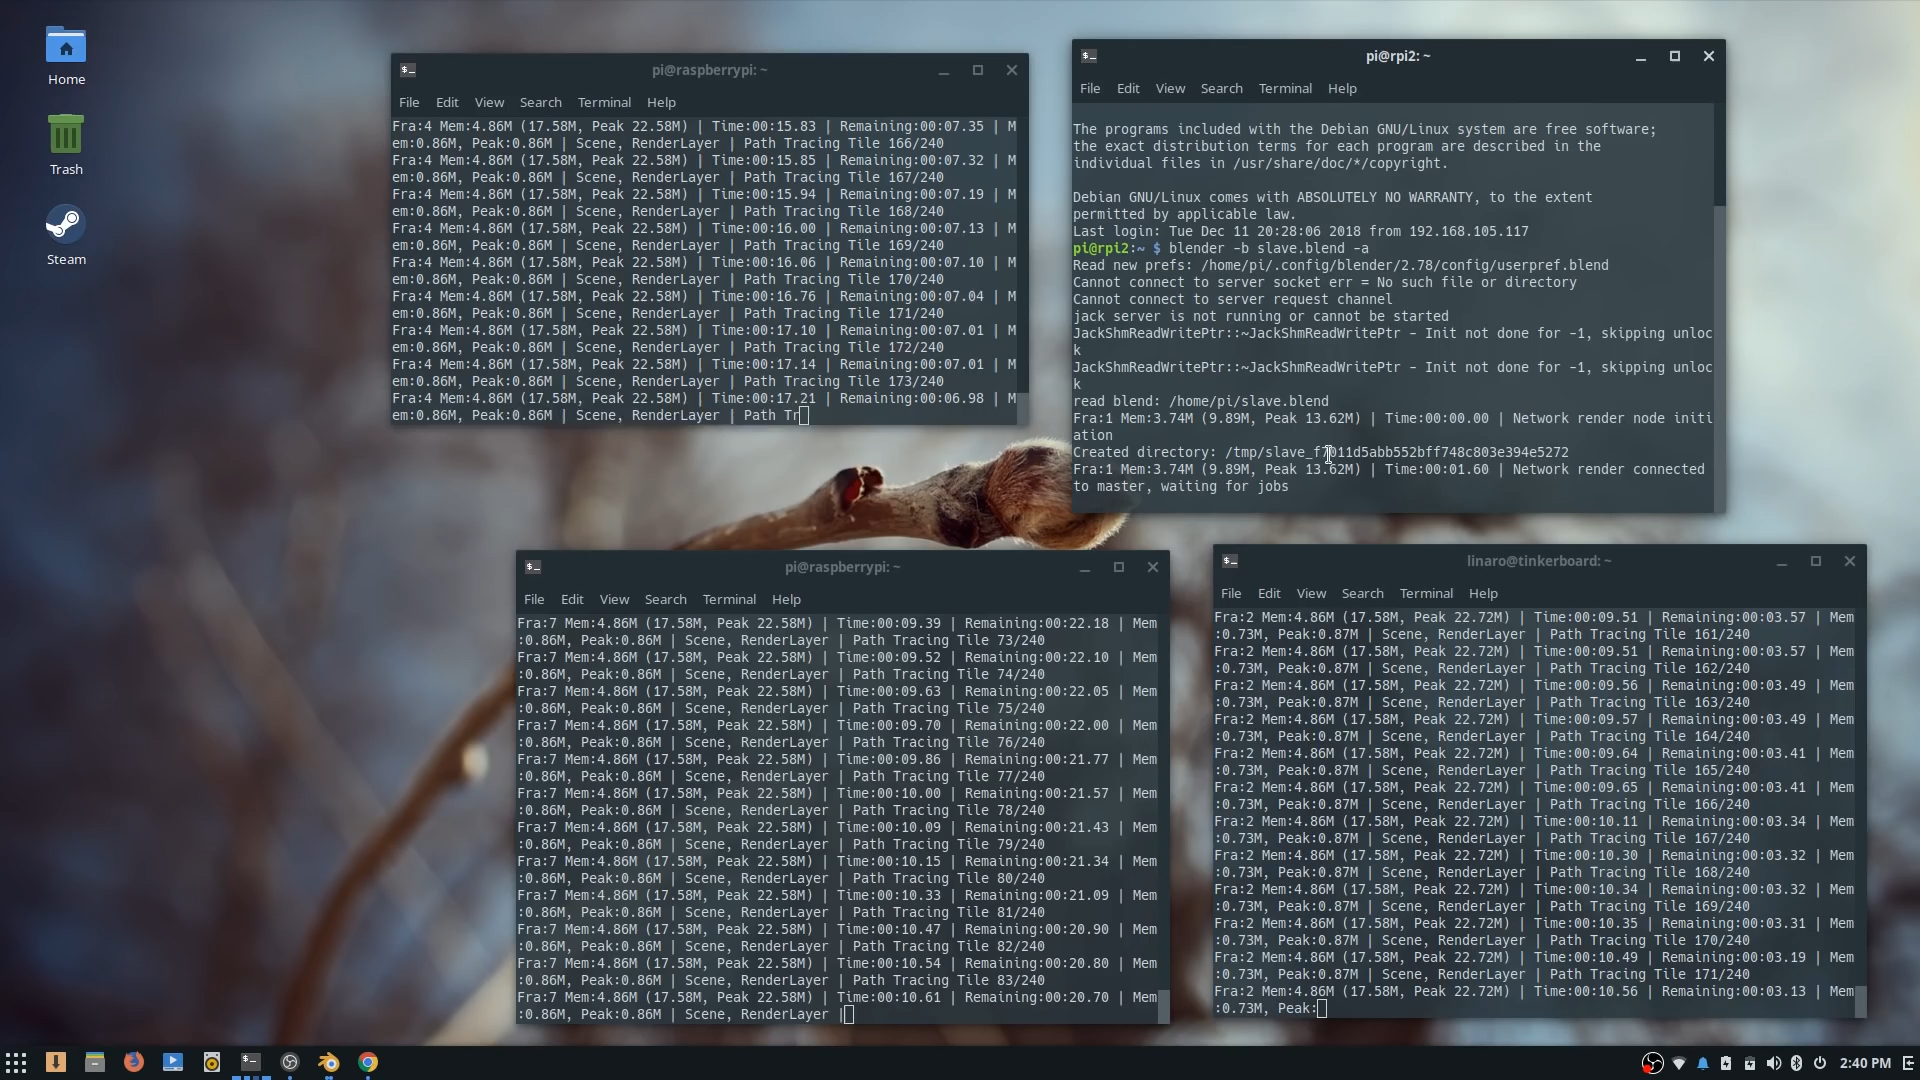 Home
Trash
Steam
pi@raspberrypi: ~
File Edit View Search Terminal Help
Fra:4 Mem:4.86M (17.58M, Peak 22.58M) | Time:00:15.83 | Remaining:00:07.35 | M
em:0.86M, Peak:0.86M | Scene, RenderLayer | Path Tracing Tile 166/240
Fra:4 Mem:4.86M (17.58M, Peak 22.58M) | Time:00:15.85 | Remaining:00:07.32 | M
em:0.86M, Peak:0.86M | Scene, RenderLayer | Path Tracing Tile 167/240
Fra:4 Mem:4.86M (17.58M, Peak 22.58M) | Time:00:15.94 | Remaining:00:07.19 | M
em:0.86M, Peak:0.86M | Scene, RenderLayer | Path Tracing Tile 168/240
Fra:4 Mem:4.86M (17.58M, Peak 22.58M) | Time:00:16.00 | Remaining:00:07.13 | M
em:0.86M, Peak:0.86M | Scene, RenderLayer | Path Tracing Tile 169/240
Fra:4 Mem:4.86M (17.58M, Peak 22.58M) | Time:00:16.06 | Remaining:00:07.10 | M
em:0.86M, Peak:0.86M | Scene, RenderLayer | Path Tracing Tile 170/240
Fra:4 Mem:4.86M (17.58M, Peak 22.58M) | Time:00:16.76 | Remaining:00:07.04 | M
em:0.86M, Peak:0.86M | Scene, RenderLayer | Path Tracing Tile 171/240
Fra:4 Mem:4.86M (17.58M, Peak 22.58M) | Time:00:17.10 | Remaining:00:07.01 | M
em:0.86M, Peak:0.86M | Scene, RenderLayer | Path Tracing Tile 172/240
Fra:4 Mem:4.86M (17.58M, Peak 22.58M) | Time:00:17.14 | Remaining:00:07.01 | M
em:0.86M, Peak:0.86M | Scene, RenderLayer | Path Tracing Tile 173/240
Fra:4 Mem:4.86M (17.58M, Peak 22.58M) | Time:00:17.21 | Remaining:00:06.98 | M
em:0.86M, Peak:0.86M | Scene, RenderLayer | Path Tr
pi@rpi2: ~
File Edit View Search Terminal Help
The programs included with the Debian GNU/Linux system are free software;
the exact distribution terms for each program are described in the
individual files in /usr/share/doc/*/copyright.
Debian GNU/Linux comes with ABSOLUTELY NO WARRANTY, to the extent
permitted by applicable law.
Last login: Tue Dec 11 20:28:06 2018 from 192.168.105.117
pi@rpi2:~ $ blender -b slave.blend -a
Read new prefs: /home/pi/.config/blender/2.78/config/userpref.blend
Cannot connect to server socket err = No such file or directory
Cannot connect to server request channel
jack server is not running or cannot be started
JackShmReadWritePtr::~JackShmReadWritePtr - Init not done for -1, skipping unloc
k
JackShmReadWritePtr::~JackShmReadWritePtr - Init not done for -1, skipping unloc
k
read blend: /home/pi/slave.blend
Fra:1 Mem:3.74M (9.89M, Peak 13.62M) | Time:00:00.00 | Network render node initi
ation
Created directory: /tmp/slave_f7011d5abb552bff748c803e394e5272
Fra:1 Mem:3.74M (9.89M, Peak 13.62M) | Time:00:01.60 | Network render connected
to master, waiting for jobs
pi@raspberrypi: ~
File Edit View Search Terminal Help
Fra:7 Mem:4.86M (17.58M, Peak 22.58M) | Time:00:09.39 | Remaining:00:22.18 | Mem
:0.86M, Peak:0.86M | Scene, RenderLayer | Path Tracing Tile 73/240
Fra:7 Mem:4.86M (17.58M, Peak 22.58M) | Time:00:09.52 | Remaining:00:22.10 | Mem
:0.86M, Peak:0.86M | Scene, RenderLayer | Path Tracing Tile 74/240
Fra:7 Mem:4.86M (17.58M, Peak 22.58M) | Time:00:09.63 | Remaining:00:22.05 | Mem
:0.86M, Peak:0.86M | Scene, RenderLayer | Path Tracing Tile 75/240
Fra:7 Mem:4.86M (17.58M, Peak 22.58M) | Time:00:09.70 | Remaining:00:22.00 | Mem
:0.86M, Peak:0.86M | Scene, RenderLayer | Path Tracing Tile 76/240
Fra:7 Mem:4.86M (17.58M, Peak 22.58M) | Time:00:09.86 | Remaining:00:21.77 | Mem
:0.86M, Peak:0.86M | Scene, RenderLayer | Path Tracing Tile 77/240
Fra:7 Mem:4.86M (17.58M, Peak 22.58M) | Time:00:10.00 | Remaining:00:21.57 | Mem
:0.86M, Peak:0.86M | Scene, RenderLayer | Path Tracing Tile 78/240
Fra:7 Mem:4.86M (17.58M, Peak 22.58M) | Time:00:10.09 | Remaining:00:21.43 | Mem
:0.86M, Peak:0.86M | Scene, RenderLayer | Path Tracing Tile 79/240
Fra:7 Mem:4.86M (17.58M, Peak 22.58M) | Time:00:10.15 | Remaining:00:21.34 | Mem
:0.86M, Peak:0.86M | Scene, RenderLayer | Path Tracing Tile 80/240
Fra:7 Mem:4.86M (17.58M, Peak 22.58M) | Time:00:10.33 | Remaining:00:21.09 | Mem
:0.86M, Peak:0.86M | Scene, RenderLayer | Path Tracing Tile 81/240
Fra:7 Mem:4.86M (17.58M, Peak 22.58M) | Time:00:10.47 | Remaining:00:20.90 | Mem
:0.86M, Peak:0.86M | Scene, RenderLayer | Path Tracing Tile 82/240
Fra:7 Mem:4.86M (17.58M, Peak 22.58M) | Time:00:10.54 | Remaining:00:20.80 | Mem
:0.86M, Peak:0.86M | Scene, RenderLayer | Path Tracing Tile 83/240
Fra:7 Mem:4.86M (17.58M, Peak 22.58M) | Time:00:10.61 | Remaining:00:20.70 | Mem
:0.86M, Peak:0.86M | Scene, RenderLayer |
linaro@tinkerboard: ~
File Edit View Search Terminal Help
Fra:2 Mem:4.86M (17.58M, Peak 22.72M) | Time:00:09.51 | Remaining:00:03.57 | Mem
:0.73M, Peak:0.87M | Scene, RenderLayer | Path Tracing Tile 161/240
Fra:2 Mem:4.86M (17.58M, Peak 22.72M) | Time:00:09.51 | Remaining:00:03.57 | Mem
:0.73M, Peak:0.87M | Scene, RenderLayer | Path Tracing Tile 162/240
Fra:2 Mem:4.86M (17.58M, Peak 22.72M) | Time:00:09.56 | Remaining:00:03.49 | Mem
:0.73M, Peak:0.87M | Scene, RenderLayer | Path Tracing Tile 163/240
Fra:2 Mem:4.86M (17.58M, Peak 22.72M) | Time:00:09.57 | Remaining:00:03.49 | Mem
:0.73M, Peak:0.87M | Scene, RenderLayer | Path Tracing Tile 164/240
Fra:2 Mem:4.86M (17.58M, Peak 22.72M) | Time:00:09.64 | Remaining:00:03.41 | Mem
:0.73M, Peak:0.87M | Scene, RenderLayer | Path Tracing Tile 165/240
Fra:2 Mem:4.86M (17.58M, Peak 22.72M) | Time:00:09.65 | Remaining:00:03.41 | Mem
:0.73M, Peak:0.87M | Scene, RenderLayer | Path Tracing Tile 166/240
Fra:2 Mem:4.86M (17.58M, Peak 22.72M) | Time:00:10.11 | Remaining:00:03.34 | Mem
:0.73M, Peak:0.87M | Scene, RenderLayer | Path Tracing Tile 167/240
Fra:2 Mem:4.86M (17.58M, Peak 22.72M) | Time:00:10.30 | Remaining:00:03.32 | Mem
:0.73M, Peak:0.87M | Scene, RenderLayer | Path Tracing Tile 168/240
Fra:2 Mem:4.86M (17.58M, Peak 22.72M) | Time:00:10.34 | Remaining:00:03.32 | Mem
:0.73M, Peak:0.87M | Scene, RenderLayer | Path Tracing Tile 169/240
Fra:2 Mem:4.86M (17.58M, Peak 22.72M) | Time:00:10.35 | Remaining:00:03.31 | Mem
:0.73M, Peak:0.87M | Scene, RenderLayer | Path Tracing Tile 170/240
Fra:2 Mem:4.86M (17.58M, Peak 22.72M) | Time:00:10.49 | Remaining:00:03.19 | Mem
:0.73M, Peak:0.87M | Scene, RenderLayer | Path Tracing Tile 171/240
Fra:2 Mem:4.86M (17.58M, Peak 22.72M) | Time:00:10.56 | Remaining:00:03.13 | Mem
:0.73M, Peak:
2:40 PM